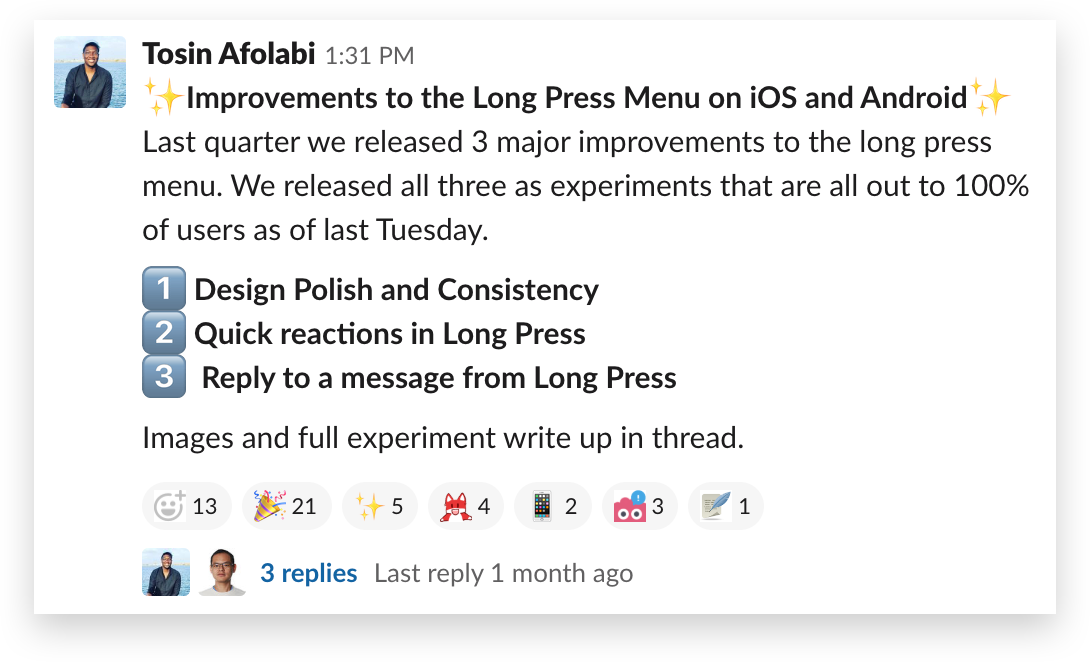 Tosin Afolabi 1:31 PM
✨Improvements to the Long Press Menu on iOS and Android✨
Last quarter we released 3 major improvements to the long press
menu. We released all three as experiments that are all out to 100%
of users as of last Tuesday.
1 Design Polish and Consistency
2 Quick reactions in Long Press
3 Reply to a message from Long Press
Images and full experiment write up in thread.
13 21 5 4 2 3 1
3 replies Last reply 1 month ago